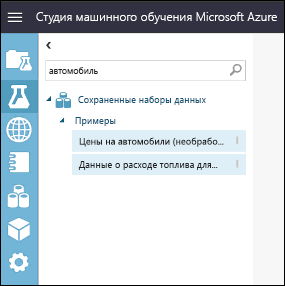 Студия машинного обучения Microsoft Azure
автомобиль
Сохраненные наборы данных
Примеры
Цены на автомобили (необрабо...
Данные о расходе топлива для...